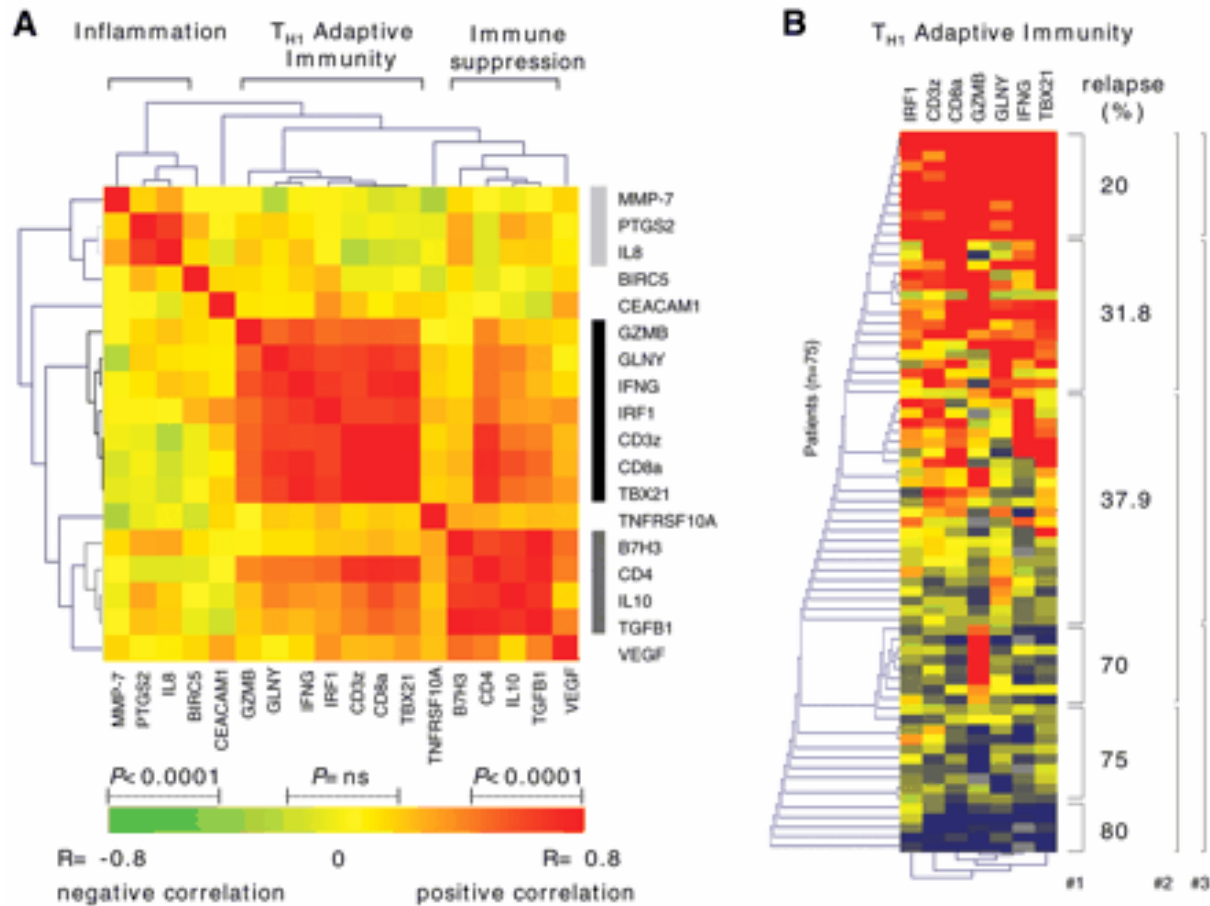 A
Inflammation
TH1 Adaptive
Immunity
Immune
suppression
MMP-7
PTGS2
IL8
BIRC5
CEACAM1
GZMB
GLNY
IFNG
IRF1
CD3z
CD8a
TBX21
TNFRSF10A
B7H3
CD4
IL10
TGFB1
VEGF
MMP-7
PTGS2
IL8
BIRC5
CEACAM1
GZMB
GLNY
IFNG
IRF1
CD3z
CD8a
TBX21
TNFRSF10A
B7H3
CD4
IL10
TGFB1
VEGF
P<0.0001
P=ns
P<0.0001
R= -0.8
0
R= 0.8
negative correlation
positive correlation
B
TH1 Adaptive Immunity
IRF1
CD3z
CD8a
GZMB
GLNY
IFNG
TBX21
relapse
(%)
Patients (n=75)
20
31.8
37.9
70
75
80
#1
#2
#3